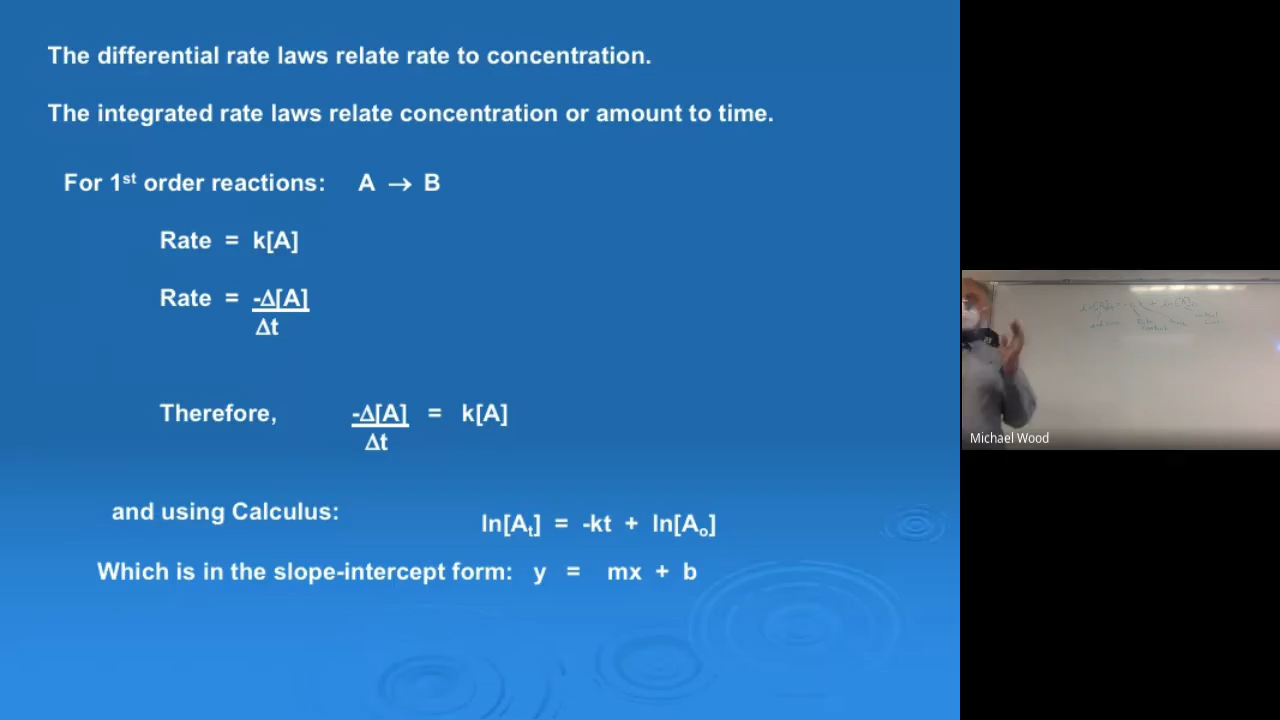 The differential rate laws relate rate to concentration.
The integrated rate laws relate concentration or amount to time.
For 1st order reactions: A → B
Rate = k[A]
Rate = -Δ[A]
Δt
Therefore, -Δ[A] = k[A]
Δt
and using Calculus: ln[At] = -kt + ln[Ao]
Which is in the slope-intercept form: y = mx + b
Michael Wood